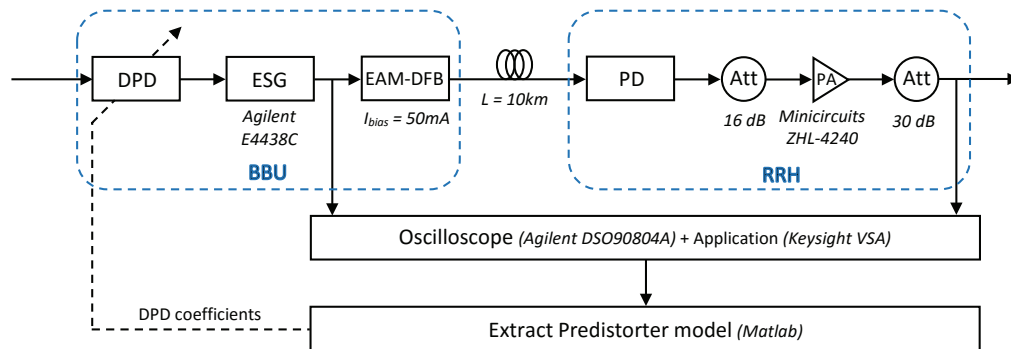 DPD
ESG
EAM-DFB
PD
Att
PA
Att
Agilent
E4438C
I_bias = 50mA
L = 10km
16 dB
Minicircuits
ZHL-4240
30 dB
BBU
RRH
Oscilloscope (Agilent DSO90804A) + Application (Keysight VSA)
DPD coefficients
Extract Predistorter model (Matlab)